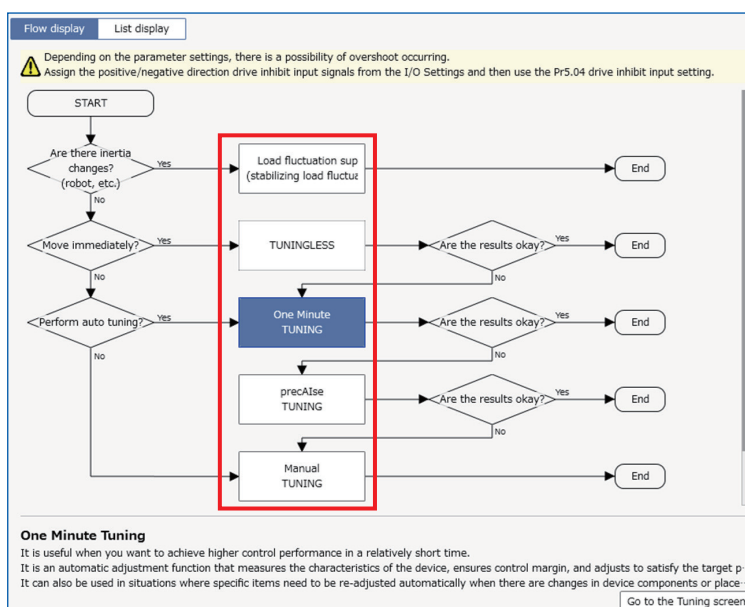 Flow display
List display
Depending on the parameter settings, there is a possibility of overshoot occurring.
Assign the positive/negative direction drive inhibit input signals from the I/O Settings and then use the Pr5.04 drive inhibit input setting.
START
Are there inertia
changes?
(robot, etc.)
Yes
Load fluctuation sup
(stabilizing load fluctua
End
No
Move immediately?
Yes
TUNINGLESS
Are the results okay?
Yes
End
No
No
Perform auto tuning?
Yes
One Minute
TUNING
Are the results okay?
Yes
End
No
No
precAIse
TUNING
Are the results okay?
Yes
End
No
Manual
TUNING
End
One Minute Tuning
It is useful when you want to achieve higher control performance in a relatively short time.
It is an automatic adjustment function that measures the characteristics of the device, ensures control margin, and adjusts to satisfy the target p
It can also be used in situations where specific items need to be re-adjusted automatically when there are changes in device components or place
Go to the Tuning screen